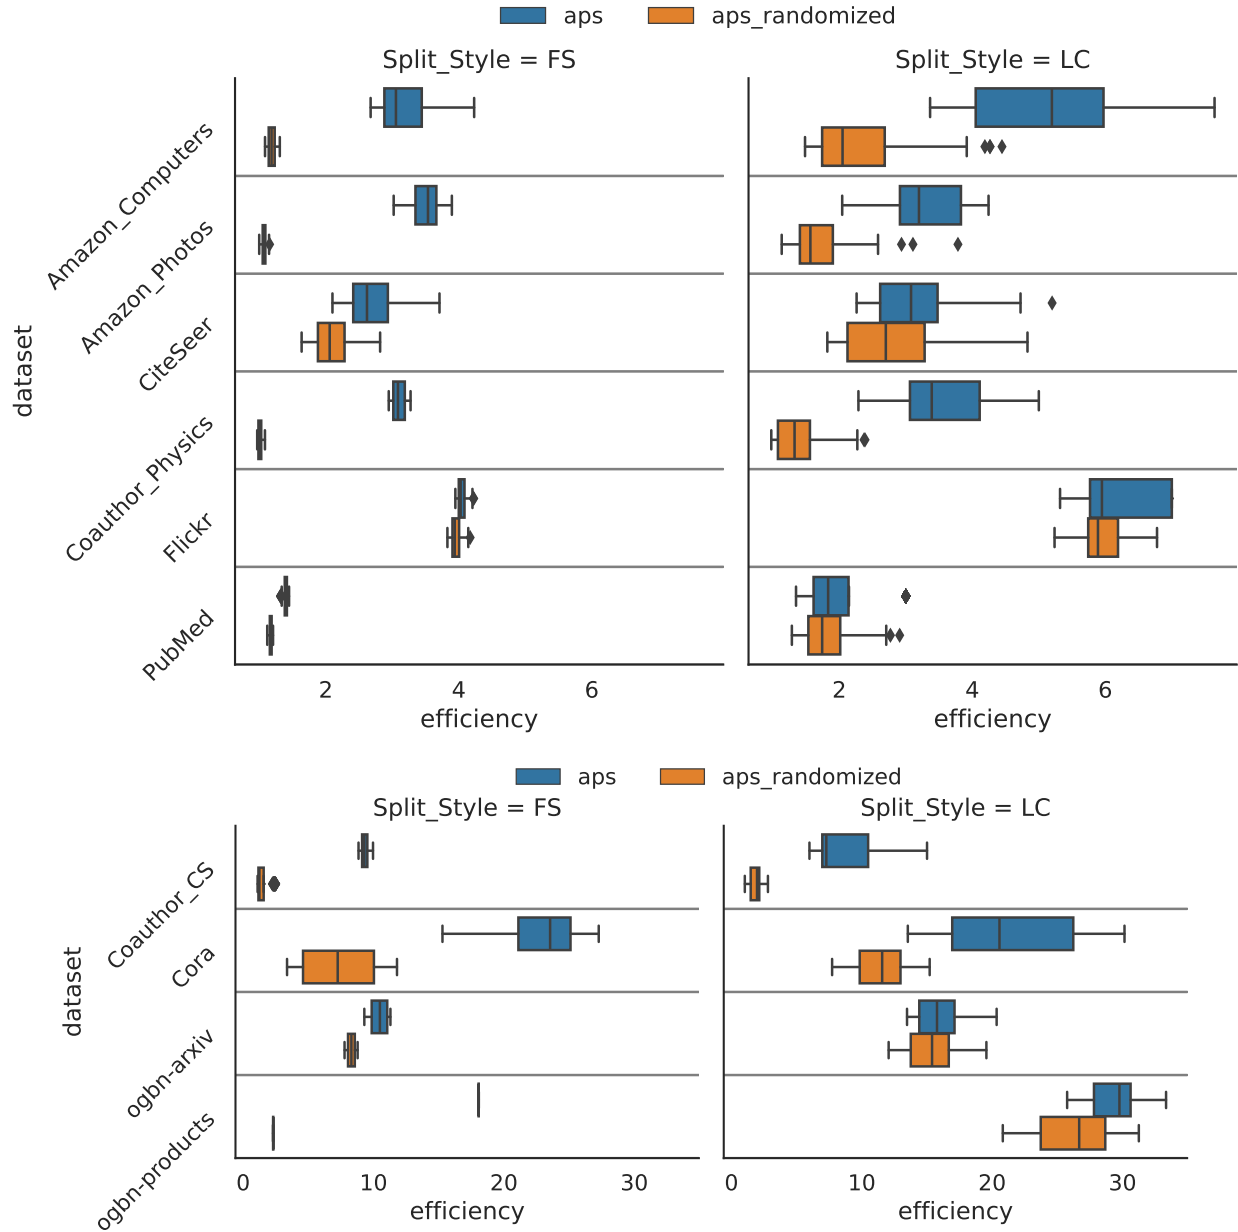 aps aps_randomized
Split_Style = FS Split_Style = LC
dataset
Amazon_Computers
Amazon_Photos
CiteSeer
Coauthor_Physics
Flickr
PubMed
2 4 6 2 4 6
efficiency efficiency
aps aps_randomized
Split_Style = FS Split_Style = LC
dataset
Coauthor_CS
Cora
ogbn-arxiv
ogbn-products
0 10 20 30 0 10 20 30
efficiency efficiency